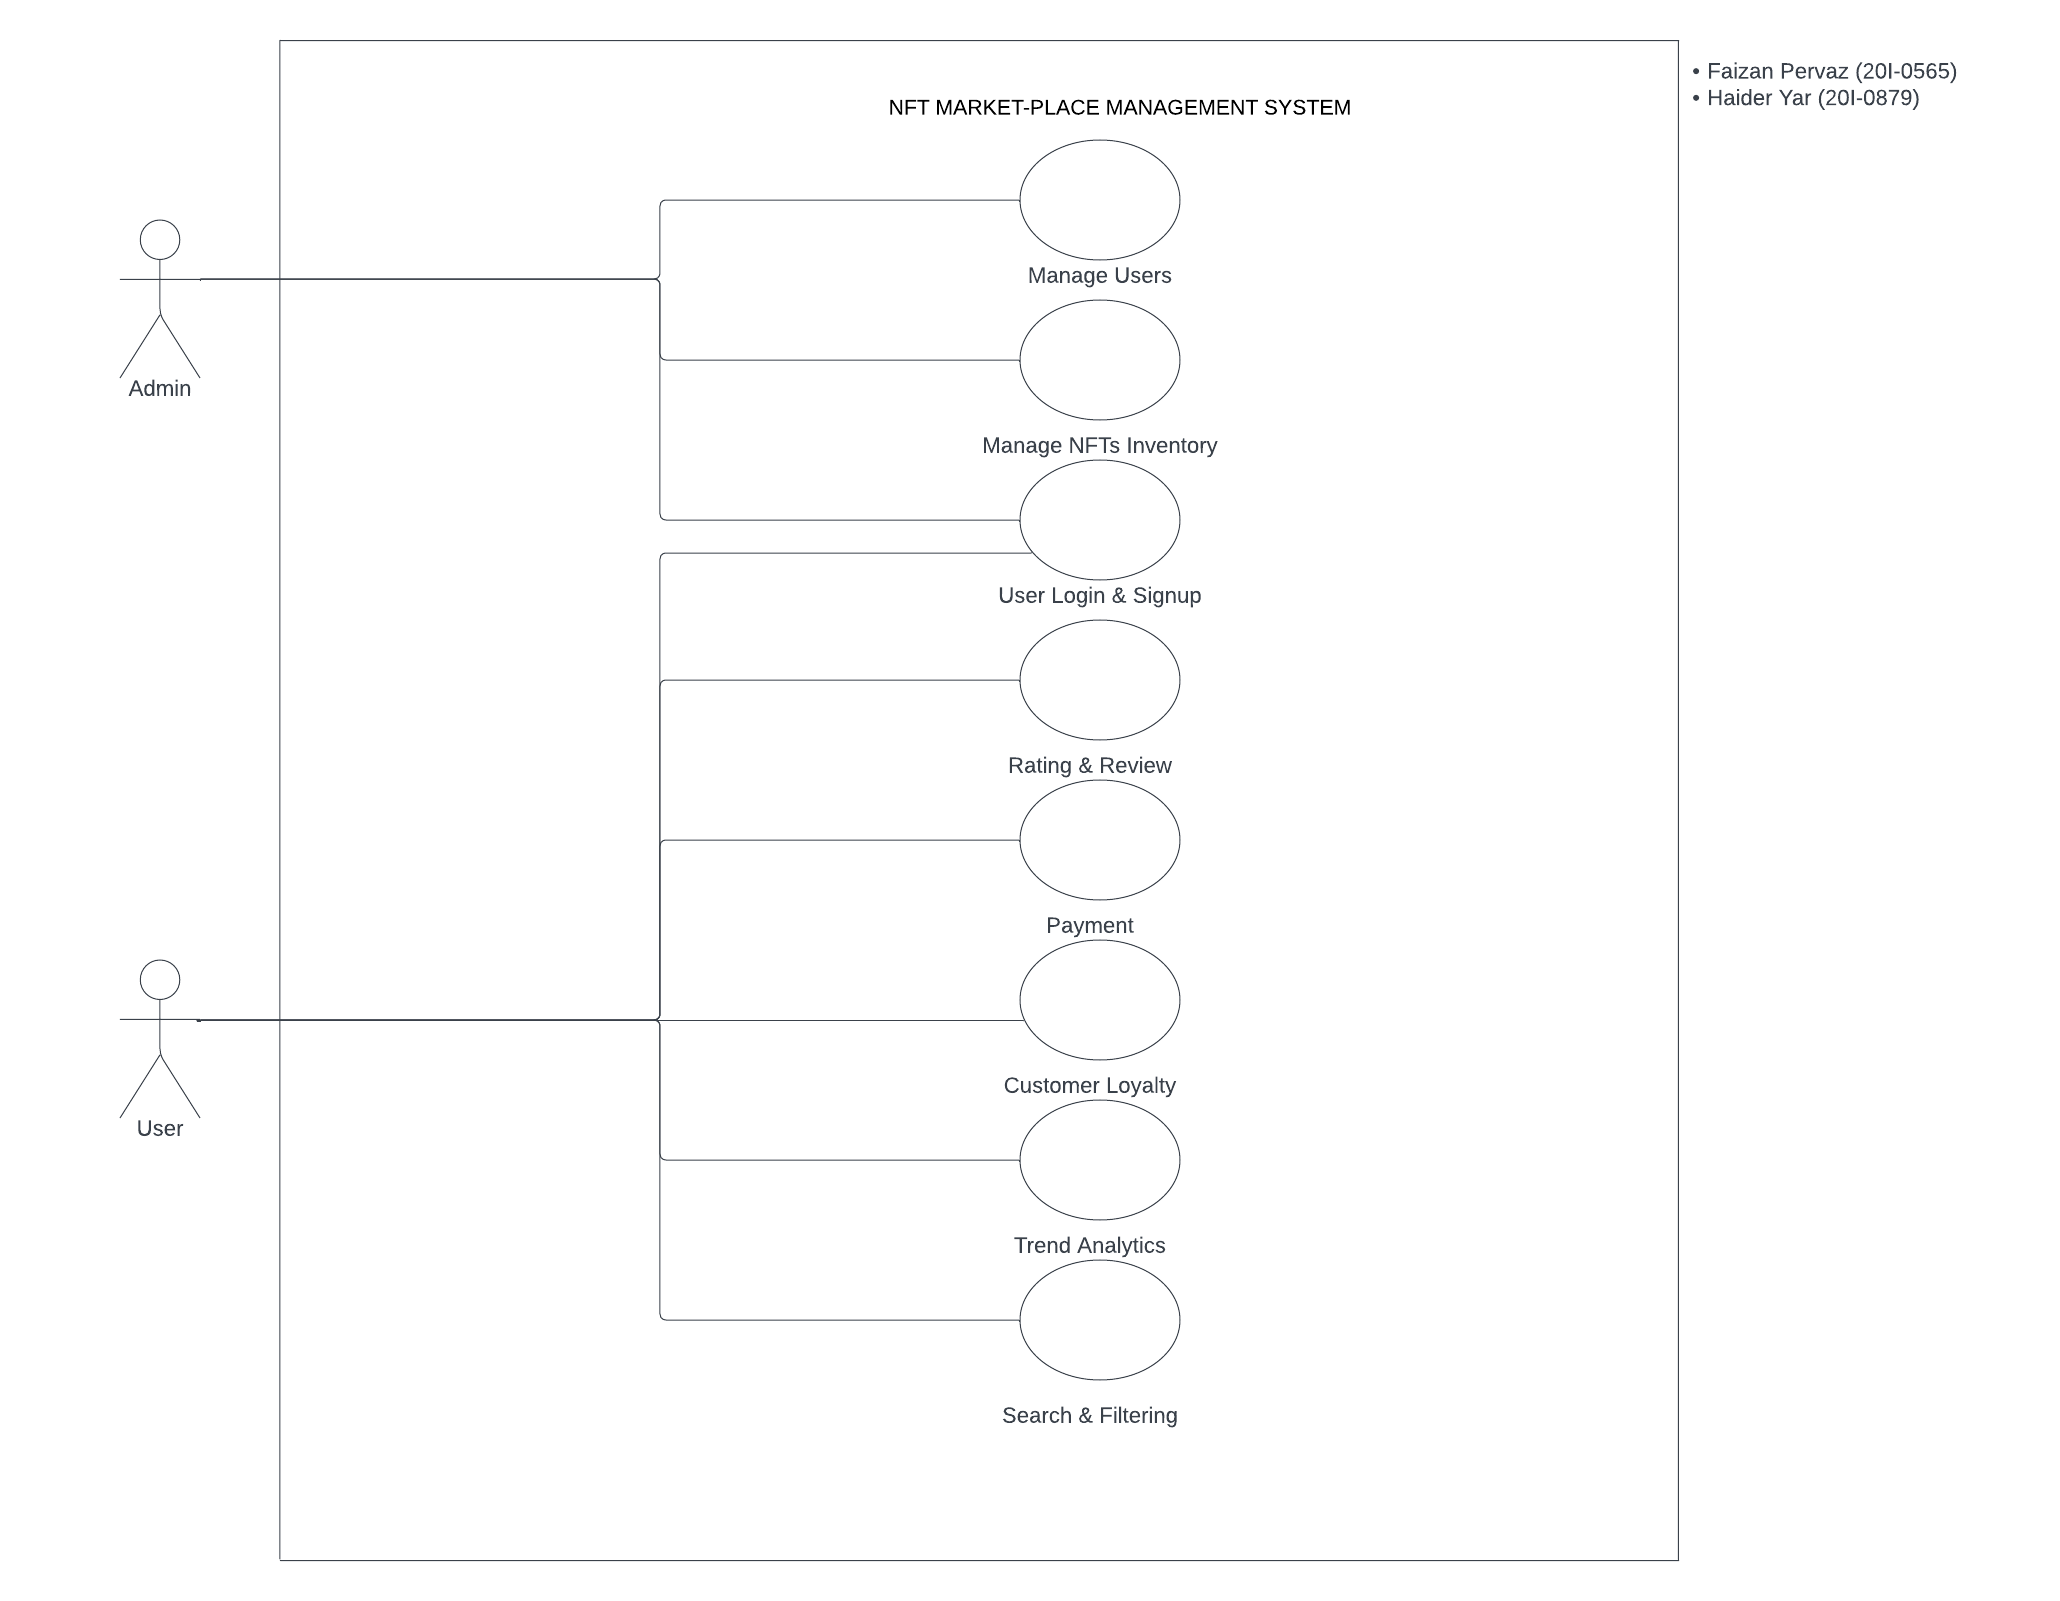 • Faizan Pervaz (20I-0565)
• Haider Yar (20I-0879)
NFT MARKET-PLACE MANAGEMENT SYSTEM
Manage Users
Admin
Manage NFTs Inventory
User Login & Signup
Rating & Review
Payment
Customer Loyalty
User
Trend Analytics
Search & Filtering